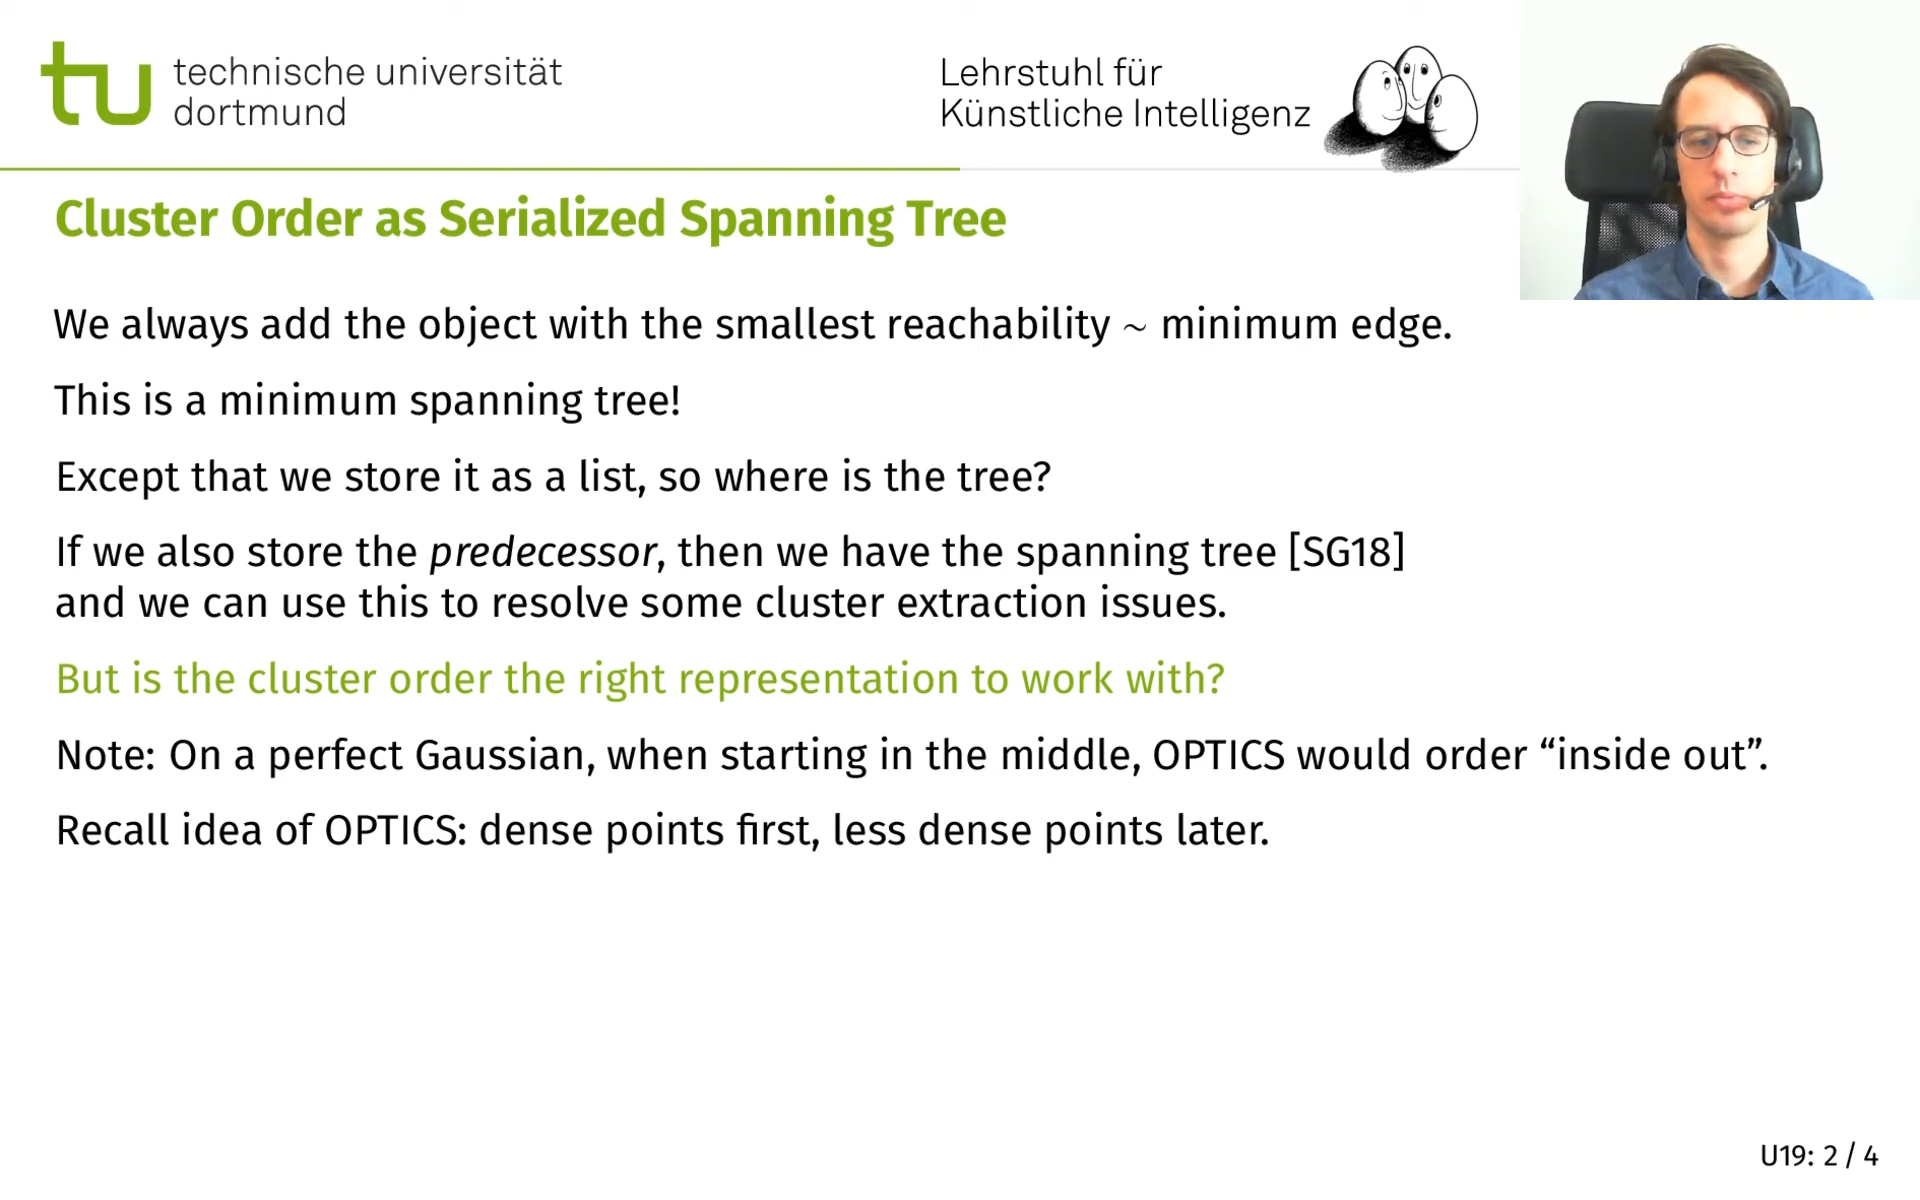 technische universität
dortmund
Lehrstuhl für
Künstliche Intelligenz
Cluster Order as Serialized Spanning Tree
We always add the object with the smallest reachability ~ minimum edge.
This is a minimum spanning tree!
Except that we store it as a list, so where is the tree?
If we also store the predecessor, then we have the spanning tree [SG18]
and we can use this to resolve some cluster extraction issues.
But is the cluster order the right representation to work with?
Note: On a perfect Gaussian, when starting in the middle, OPTICS would order “inside out”.
Recall idea of OPTICS: dense points first, less dense points later.
U19: 2 / 4